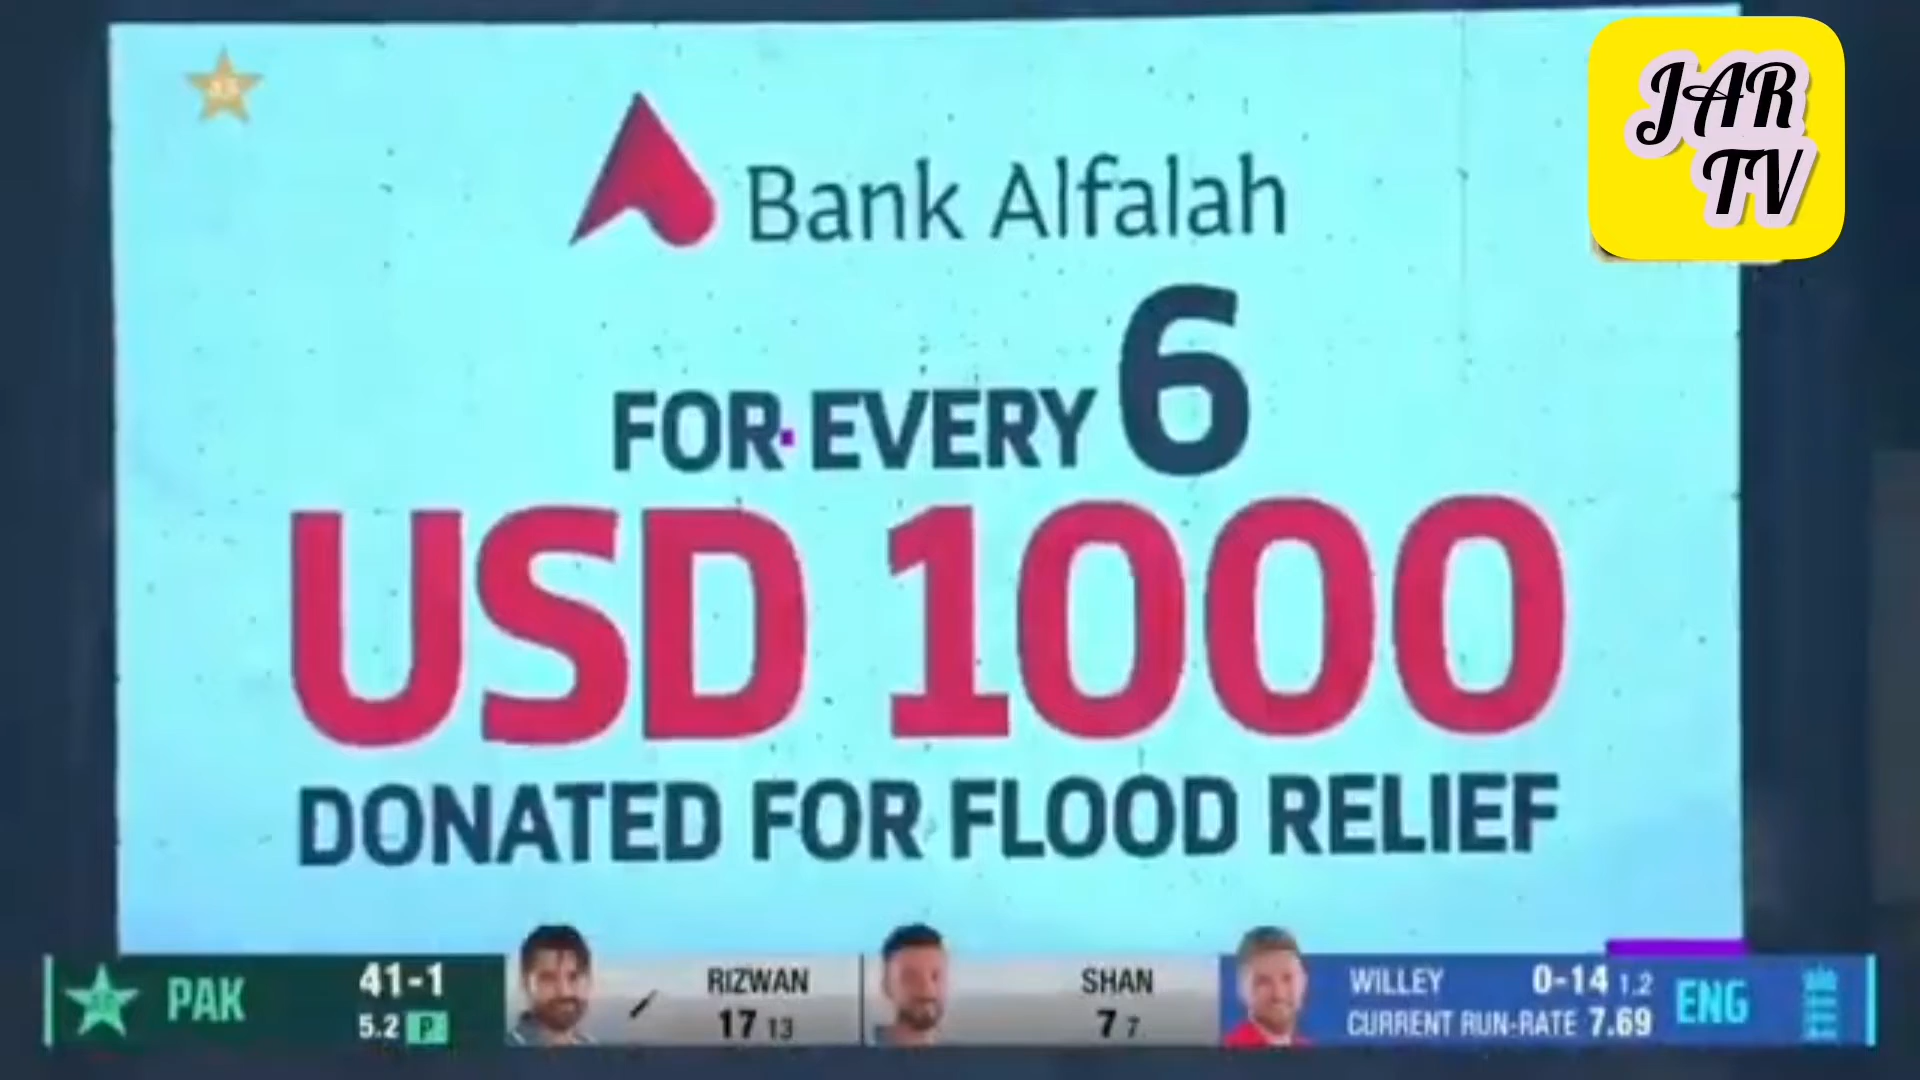 JAR
TV
Bank Alfalah
FOR EVERY 6
USD 1000
DONATED FOR FLOOD RELIEF
PAK 41-1
5.2 P
RIZWAN
17 13
SHAN
7 7
WILLEY 0-14 1.2
CURRENT RUN-RATE 7.69
ENG